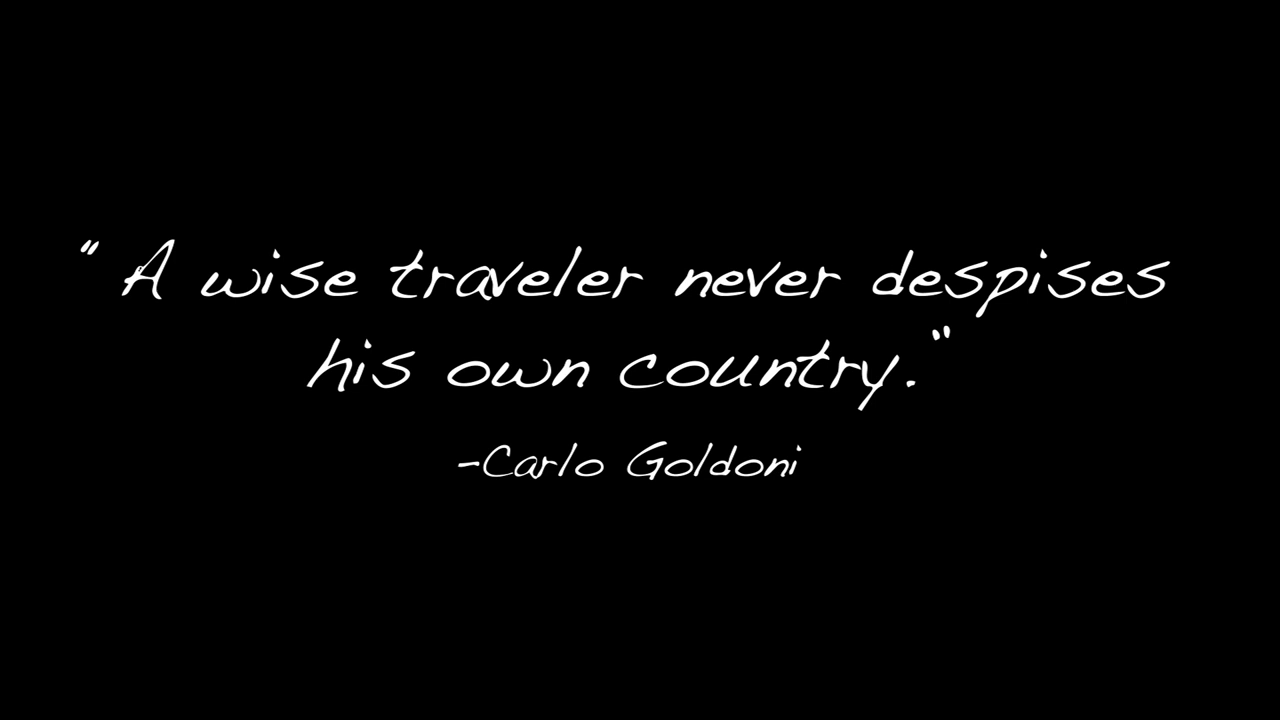 " A wise traveler never despises
his own country."
-Carlo Goldoni